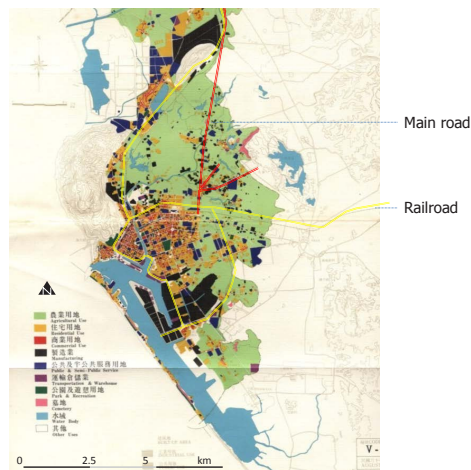 Main road
Railroad
農業用地
Agricultural Use
住宅用地
Residential Use
商業用地
Commercial Use
製造業
Manufacturing
公共及半公共服務用地
Public & Semi-Public Service
運輸倉儲業
Transportation & Warehouse
公園及遊憩用地
Park & Recreation
墓地
Cemetery
水域
Water Body
其他
Other Uses
0 2.5 5 km
V-